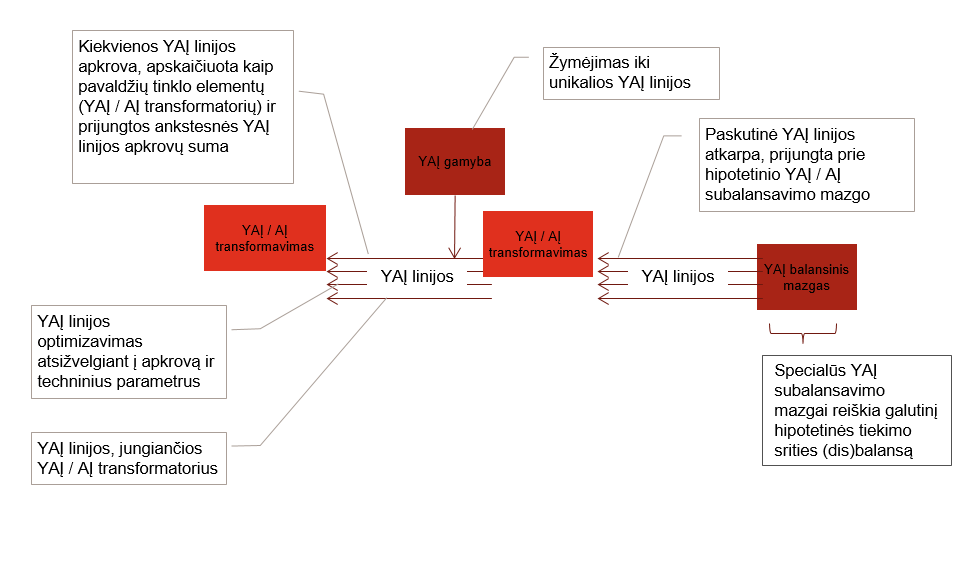 Kiekvienos YAĮ linijos
apkrova, apskaičiuota kaip
pavaldžių tinklo elementų
(YAĮ / AĮ transformatorių) ir
prijungtos ankstesnės YAĮ
linijos apkrovų suma
Žymėjimas iki
unikalios YAĮ linijos
Paskutinė YAĮ linijos
atkarpa, prijungta prie
hipotetinio YAĮ / AĮ
subalansavimo mazgo
YAĮ gamyba
YAĮ / AĮ
transformavimas
YAĮ / AĮ
transformavimas
YAĮ linijos
YAĮ linijos
YAĮ balansinis
mazgas
YAĮ linijos
optimizavimas
atsižvelgiant į apkrovą ir
techninius parametrus
Specialūs YAĮ
subalansavimo
mazgai reiškia galutinį
hipotetinės tiekimo
srities (dis)balansą
YAĮ linijos, jungiančios
YAĮ / AĮ transformatorius